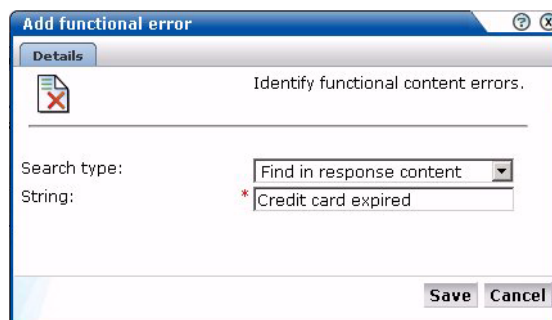 Add functional error
Details
Identify functional content errors.
Search type:
Find in response content
String:
* Credit card expired
Save Cancel